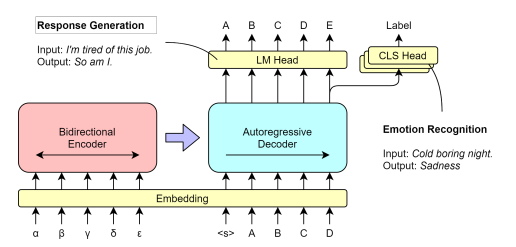 Response Generation
Input: I'm tired of this job.
Output: So am I.
A B C D E
Label
LM Head
CLS Head
Bidirectional
Encoder
Autoregressive
Decoder
Emotion Recognition
Input: Cold boring night.
Output: Sadness
Embedding
α β γ δ ε
<s> A B C D